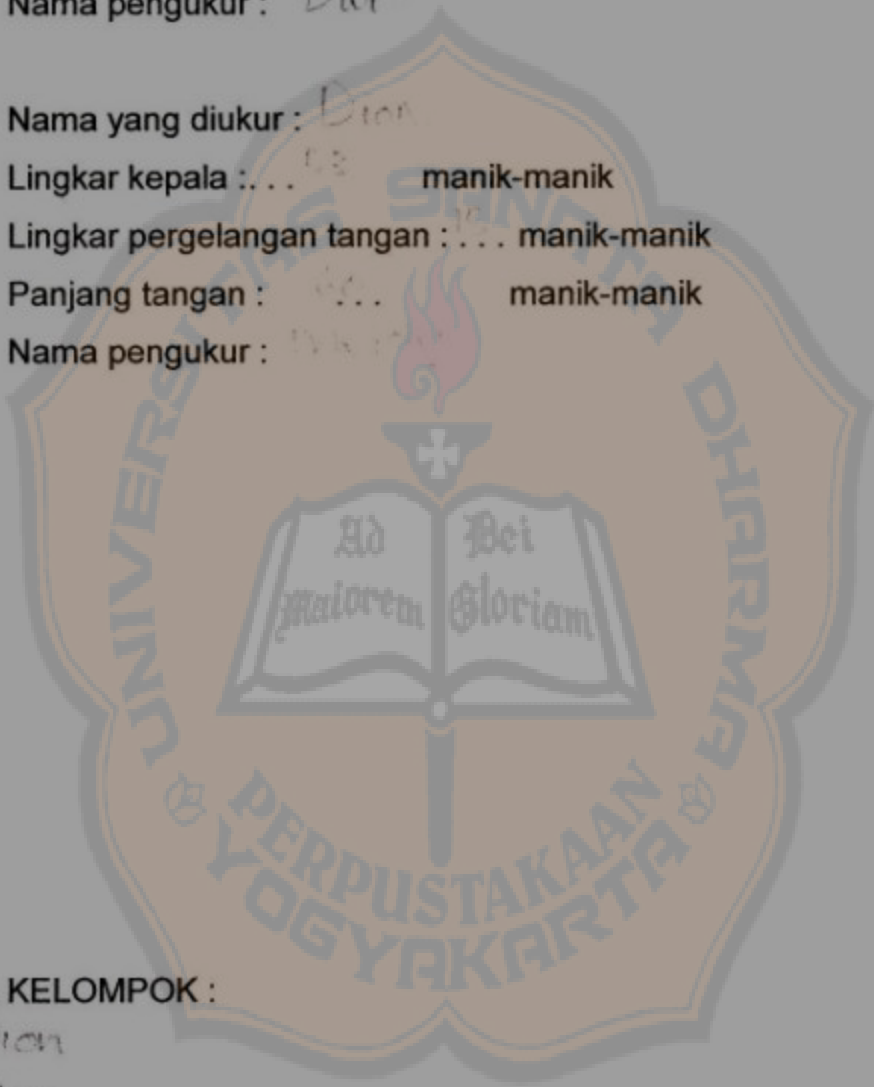 Nama pengukur :
Nama yang diukur : Dion
Lingkar kepala :. . . manik-manik
Lingkar pergelangan tangan : . . . manik-manik
Panjang tangan : . . . manik-manik
Nama pengukur :
UNIVERSITAS SANATA DHARMA
Ad Dei
Maiorem Gloriam
PERPUSTAKAAN
YOGYAKARTA
KELOMPOK :